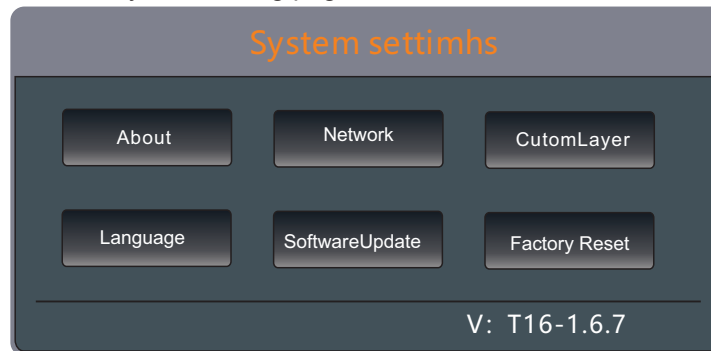 System settimhs
About Network CutomLayer
Language SoftwareUpdate Factory Reset
V: T16-1.6.7